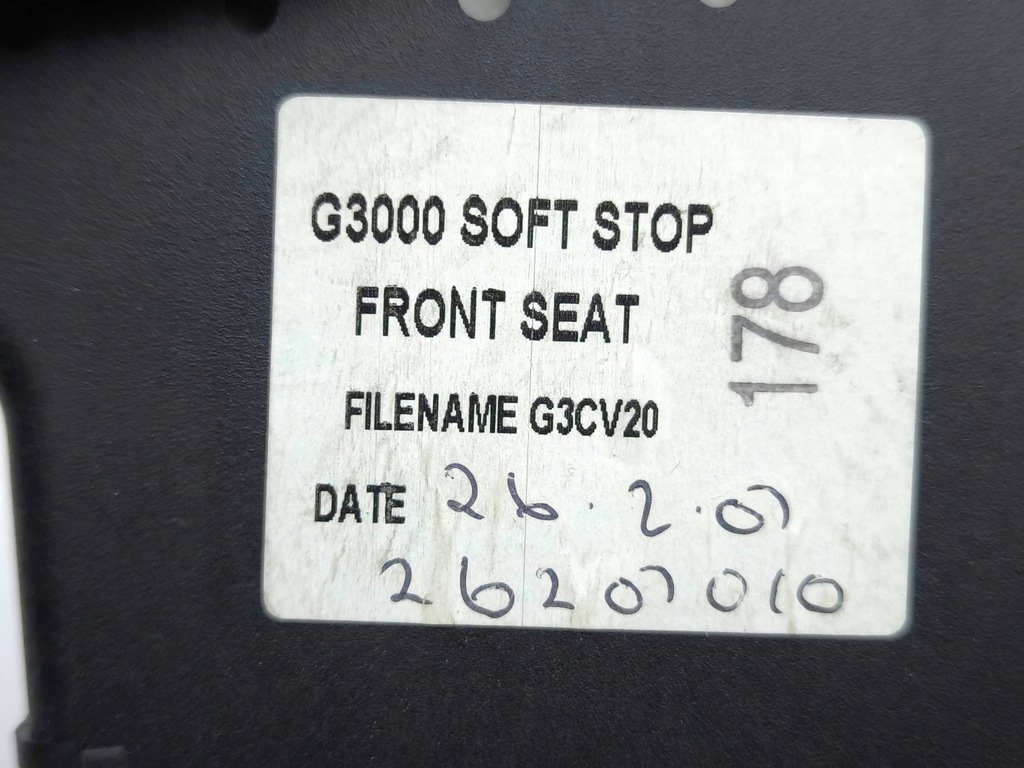 G3000 SOFT STOP
FRONT SEAT
178
FILENAME G3CV20
DATE 26.2.07
26207010